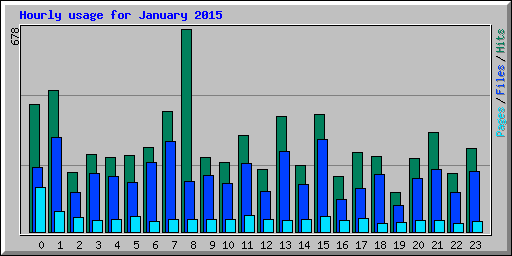 Hourly usage for January 2015
678
Pages/Files/Hits
0 1 2 3 4 5 6 7 8 9 10 11 12 13 14 15 16 17 18 19 20 21 22 23